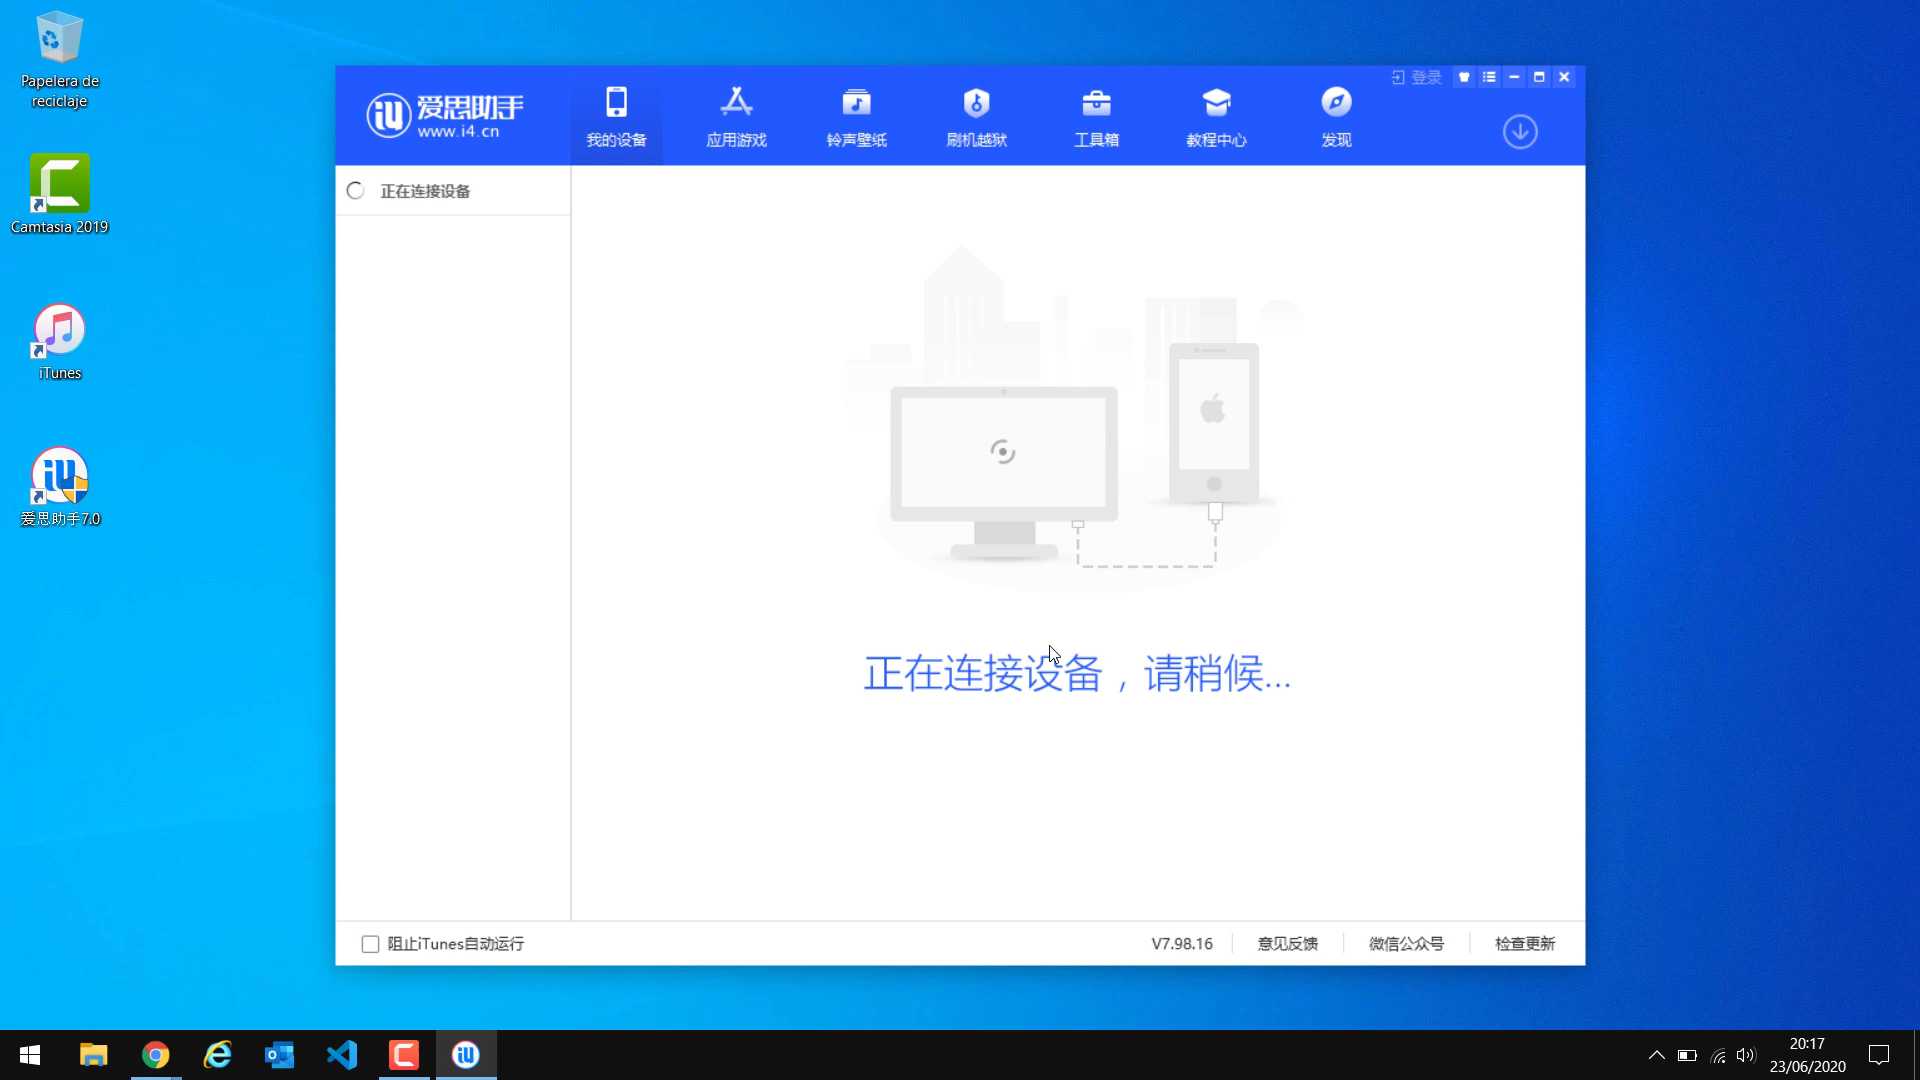 Papelera de
reciclaje
Camtasia 2019
iTunes
爱思助手7.0
爱思助手
www.i4.cn
我的设备
应用游戏
铃声壁纸
刷机越狱
工具箱
教程中心
发现
登录
正在连接设备
正在连接设备，请稍候...
阻止iTunes自动运行
V7.98.16
意见反馈
微信公众号
检查更新
20:17
23/06/2020